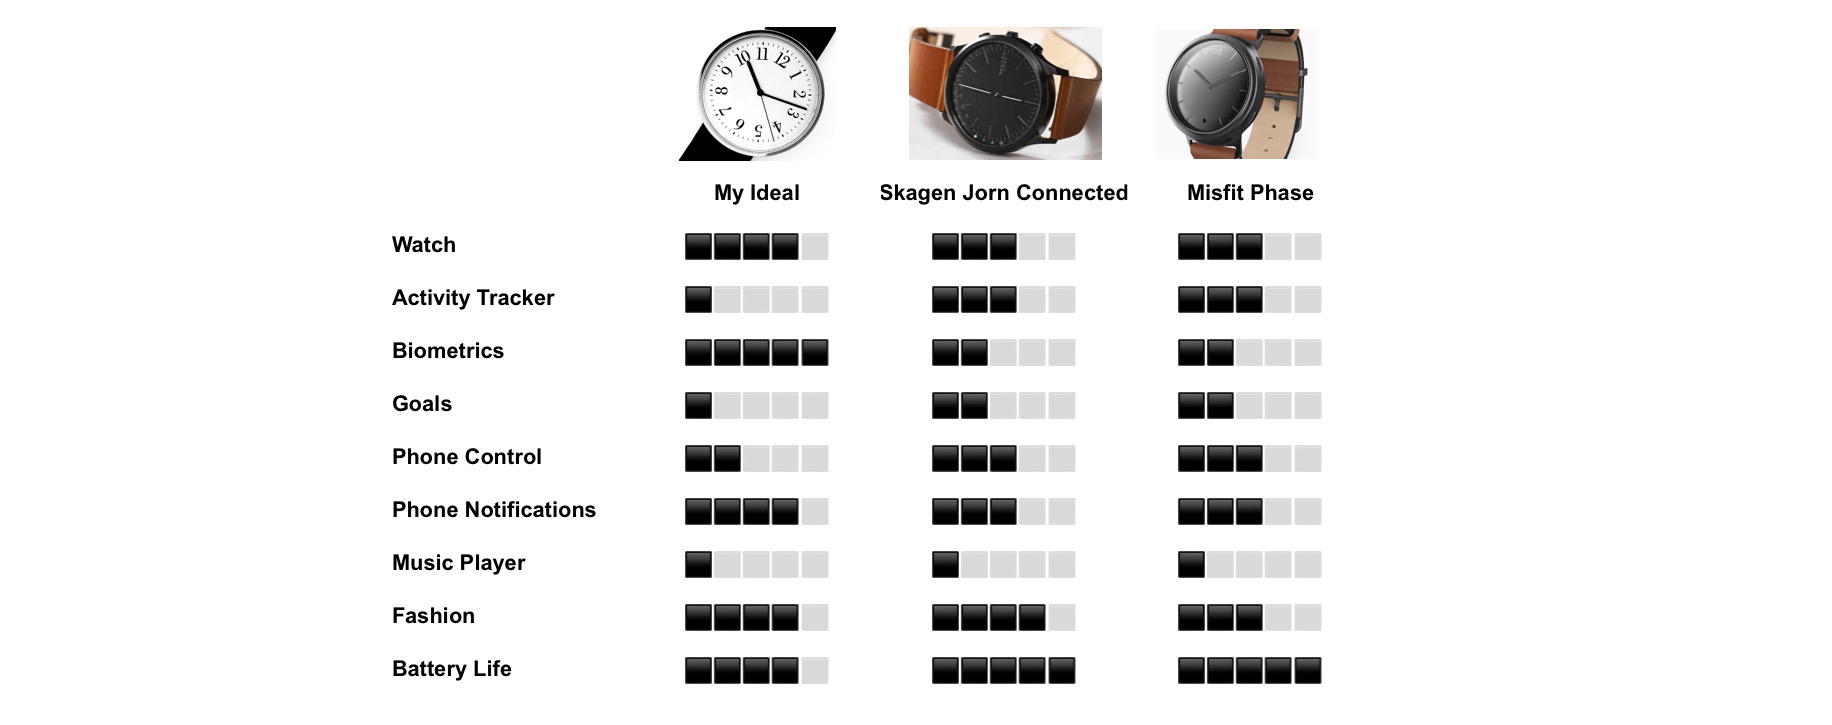 10 11 12 1 2 3 4 5 6 7 8 9
My Ideal Skagen Jorn Connected Misfit Phase
Watch
Activity Tracker
Biometrics
Goals
Phone Control
Phone Notifications
Music Player
Fashion
Battery Life